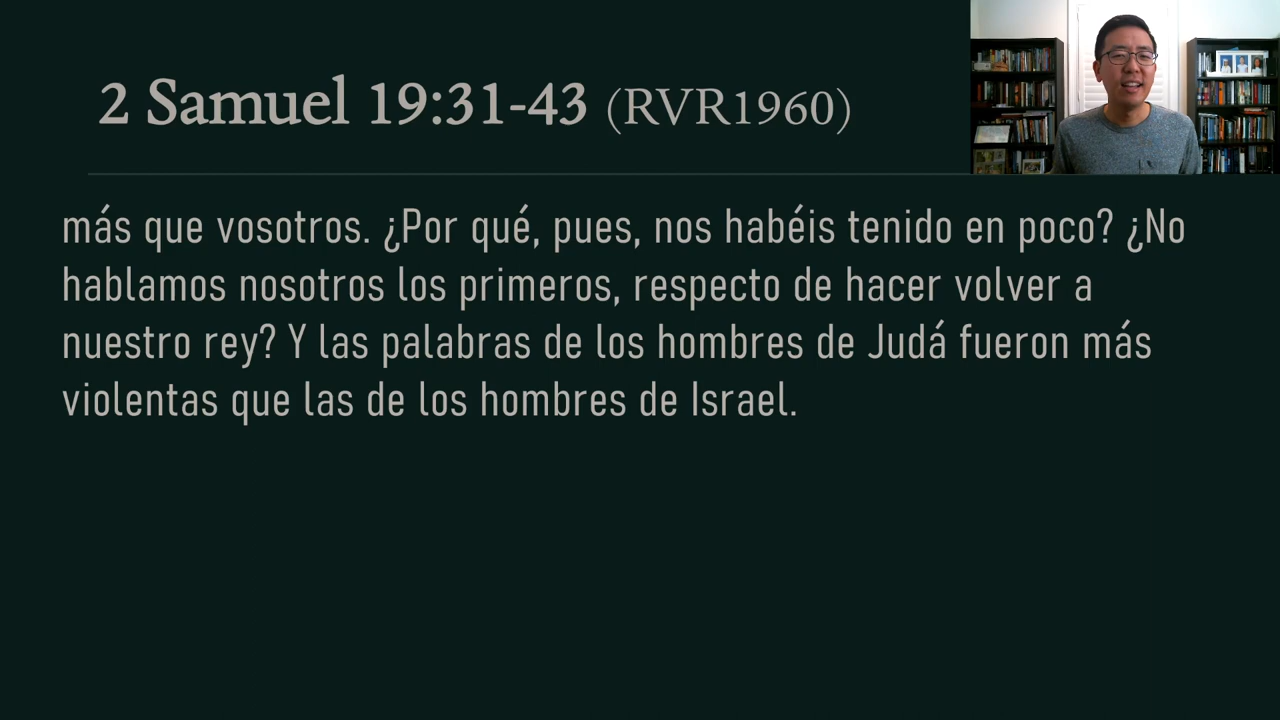 2 Samuel 19:31-43 (RVR1960)
más que vosotros. ¿Por qué, pues, nos habéis tenido en poco? ¿No
hablamos nosotros los primeros, respecto de hacer volver a
nuestro rey? Y las palabras de los hombres de Judá fueron más
violentas que las de los hombres de Israel.